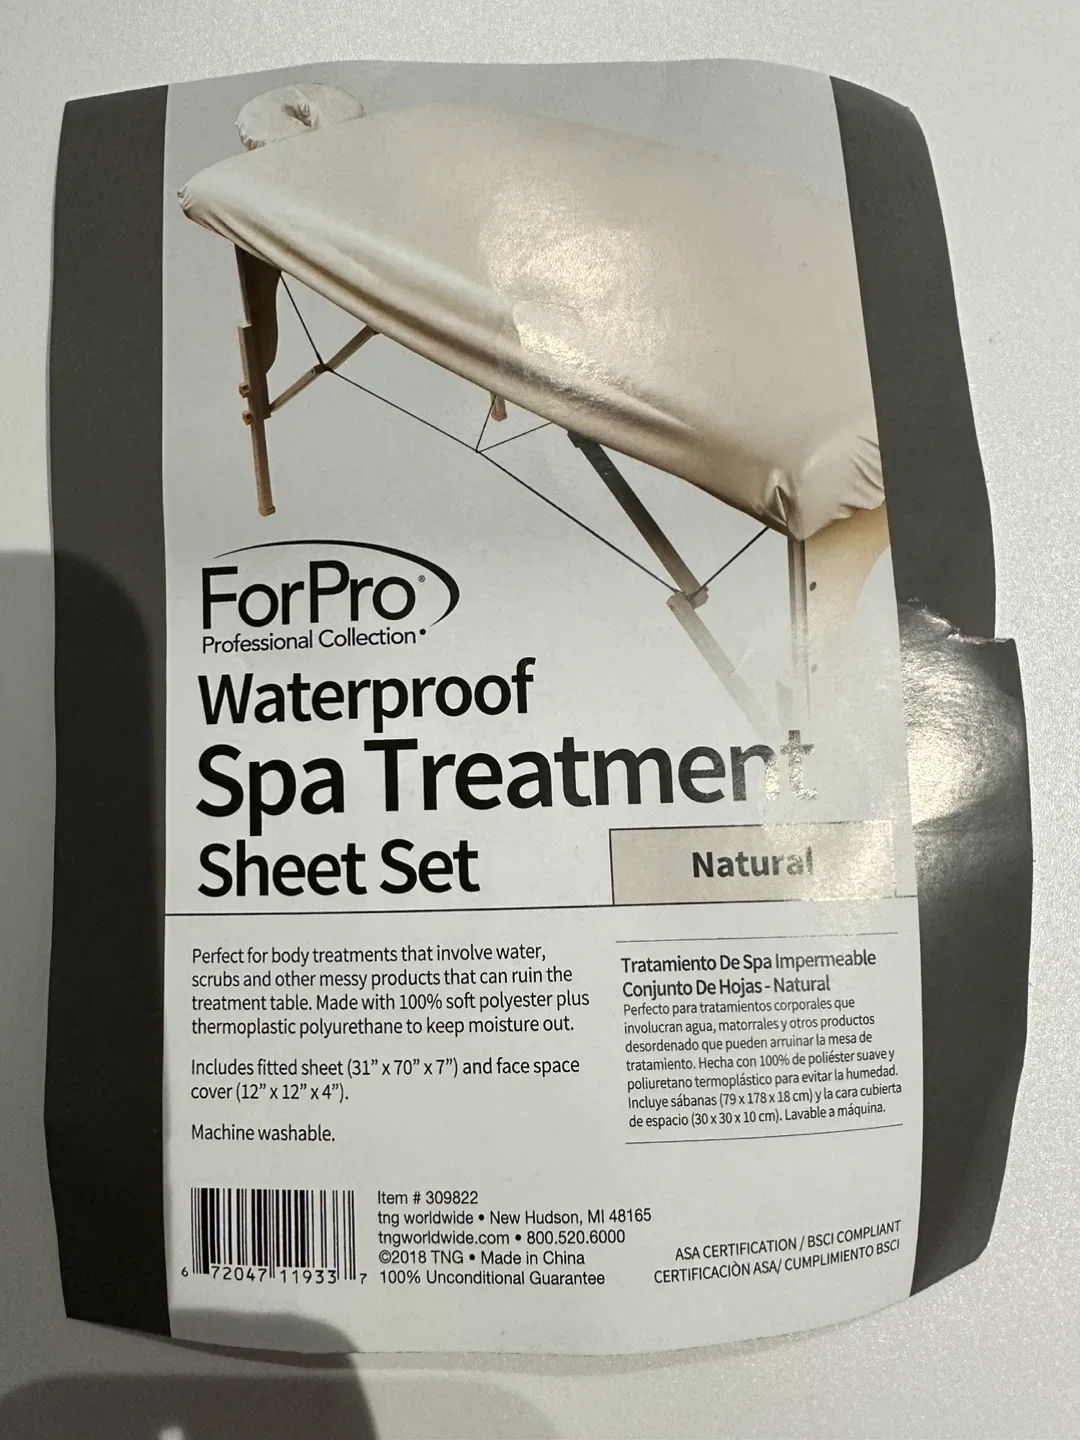 ForPro®
Professional Collection•
Waterproof
Spa Treatment
Sheet Set
Natural
Perfect for body treatments that involve water,
scrubs and other messy products that can ruin the
treatment table. Made with 100% soft polyester plus
thermoplastic polyurethane to keep moisture out.
Includes fitted sheet (31” x 70” x 7”) and face space
cover (12” x 12” x 4”).
Machine washable.
Tratamiento De Spa Impermeable
Conjunto De Hojas - Natural
Perfecto para tratamientos corporales que
involucran agua, matorrales y otros productos
desordenado que pueden arruinar la mesa de
tratamiento. Hecha con 100% de poliéster suave y
poliuretano termoplástico para evitar la humedad.
Incluye sábanas (79 x 178 x 18 cm) y la cara cubierta
de espacio (30 x 30 x 10 cm). Lavable a máquina.
6 72047 11933 7
Item # 309822
tng worldwide • New Hudson, MI 48165
tngworldwide.com • 800.520.6000
©2018 TNG • Made in China
100% Unconditional Guarantee
ASA CERTIFICATION / BSCI COMPLIANT
CERTIFICACIÒN ASA/ CUMPLIMIENTO BSCI